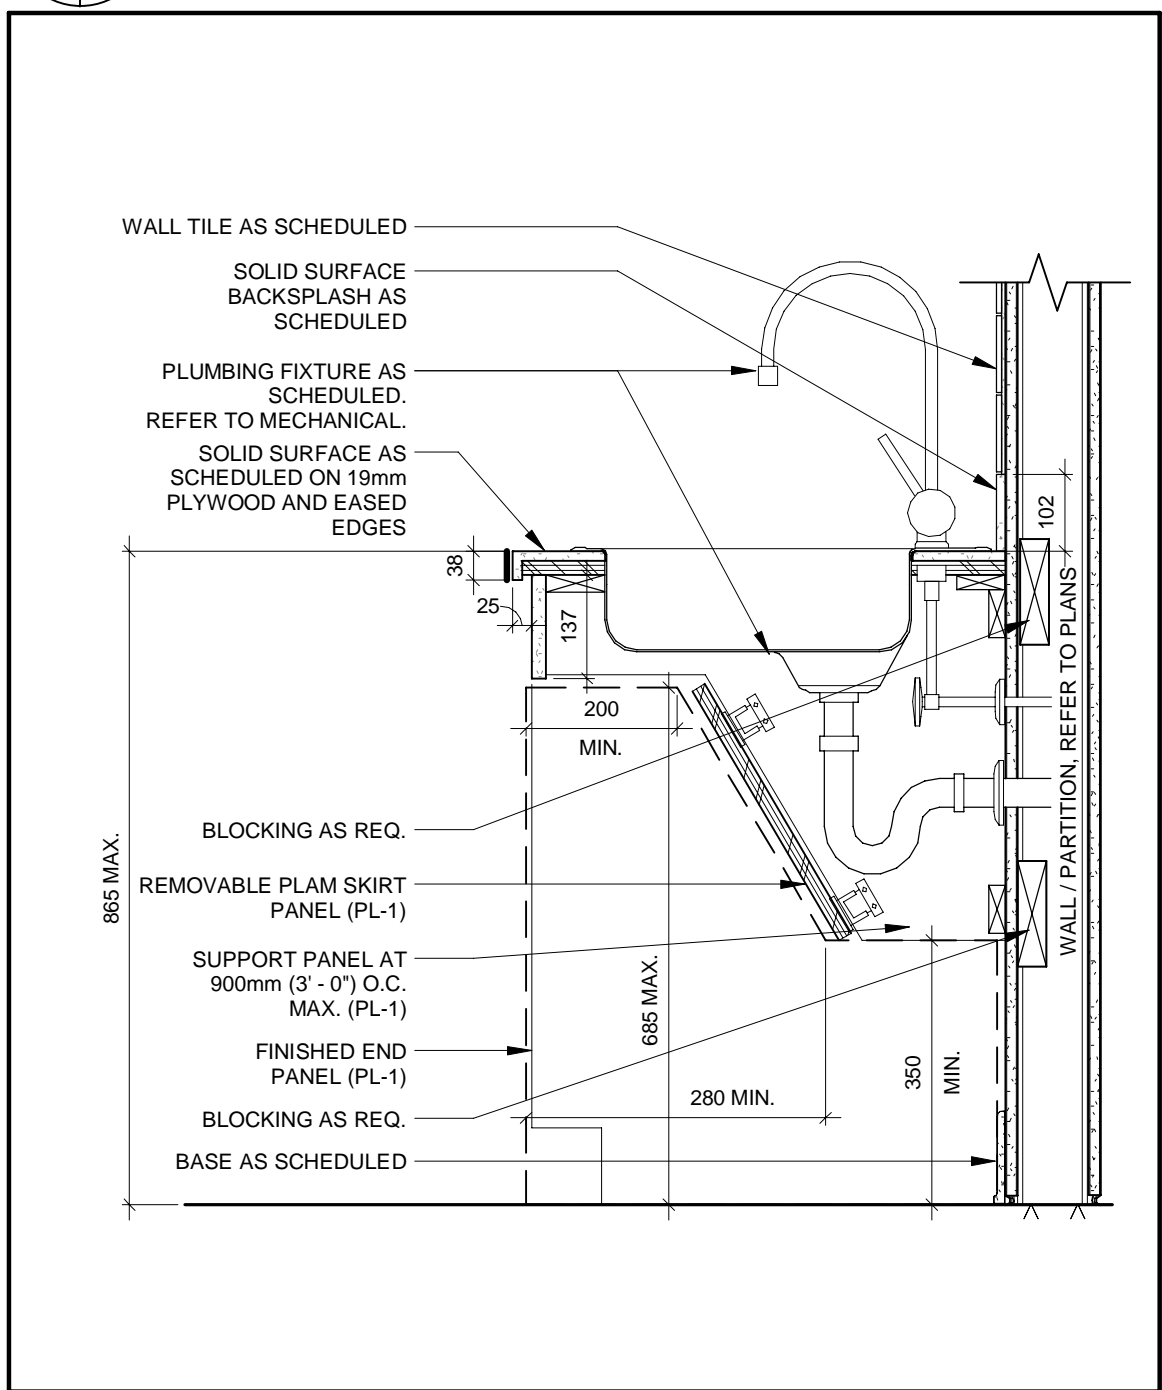 WALL TILE AS SCHEDULED
SOLID SURFACE
BACKSPLASH AS
SCHEDULED
PLUMBING FIXTURE AS
SCHEDULED.
REFER TO MECHANICAL.
SOLID SURFACE AS
SCHEDULED ON 19mm
PLYWOOD AND EASED
EDGES
102
38
25
137
200
MIN.
WALL / PARTITION, REFER TO PLANS
BLOCKING AS REQ.
865 MAX.
REMOVABLE PLAM SKIRT
PANEL (PL-1)
SUPPORT PANEL AT
900mm (3' - 0") O.C.
MAX. (PL-1)
685 MAX.
FINISHED END
PANEL (PL-1)
350
MIN.
280 MIN.
BLOCKING AS REQ.
BASE AS SCHEDULED